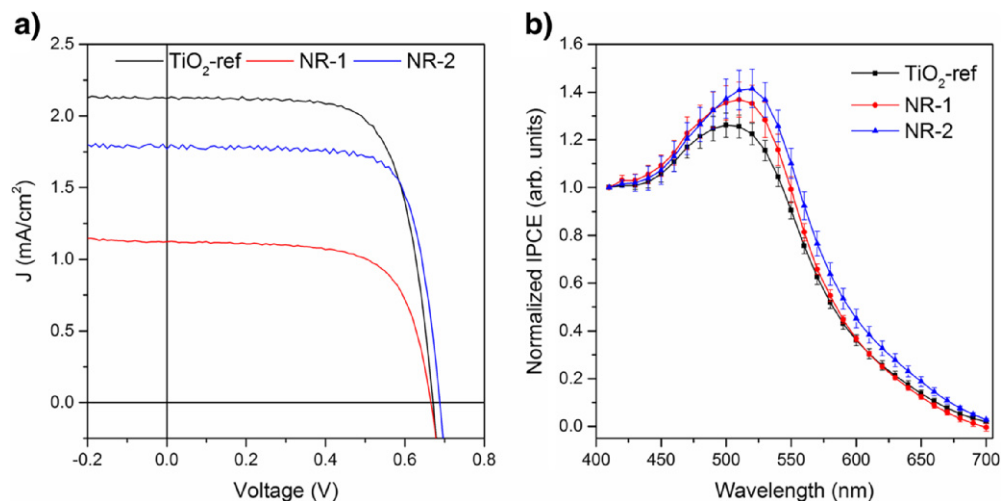 a)
TiO₂-ref NR-1 NR-2
2.5
2.0
1.5
1.0
0.5
0.0
J (mA/cm²)
-0.2 0.0 0.2 0.4 0.6 0.8
Voltage (V)
b)
TiO₂-ref
NR-1
NR-2
1.6
1.4
1.2
1.0
0.8
0.6
0.4
0.2
0.0
Normalized IPCE (arb. units)
400 450 500 550 600 650 700
Wavelength (nm)